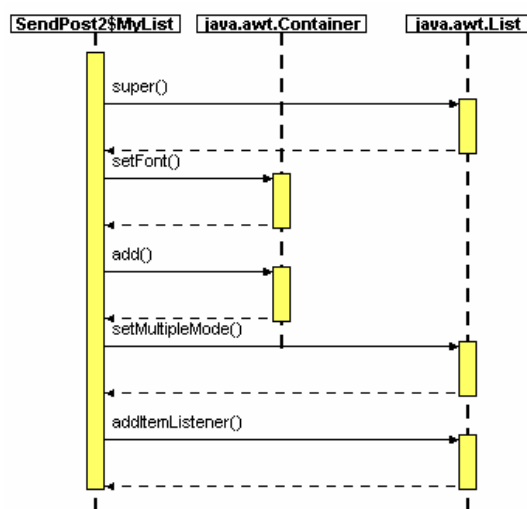 SendPost2$MyList java.awt.Container java.awt.List
super()
setFont()
add()
setMultipleMode()
addItemListener()